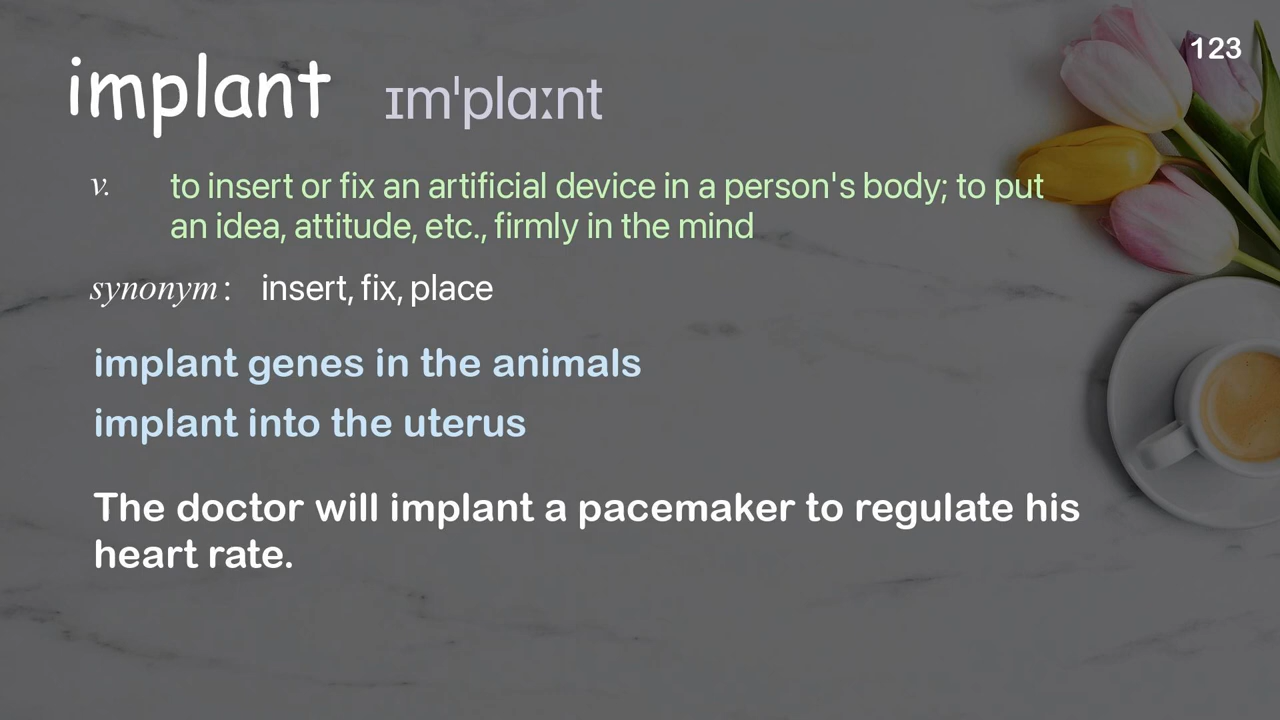 123
implant ɪmˈplɑːnt
v. to insert or fix an artificial device in a person's body; to put
an idea, attitude, etc., firmly in the mind
synonym : insert, fix, place
implant genes in the animals
implant into the uterus
The doctor will implant a pacemaker to regulate his
heart rate.